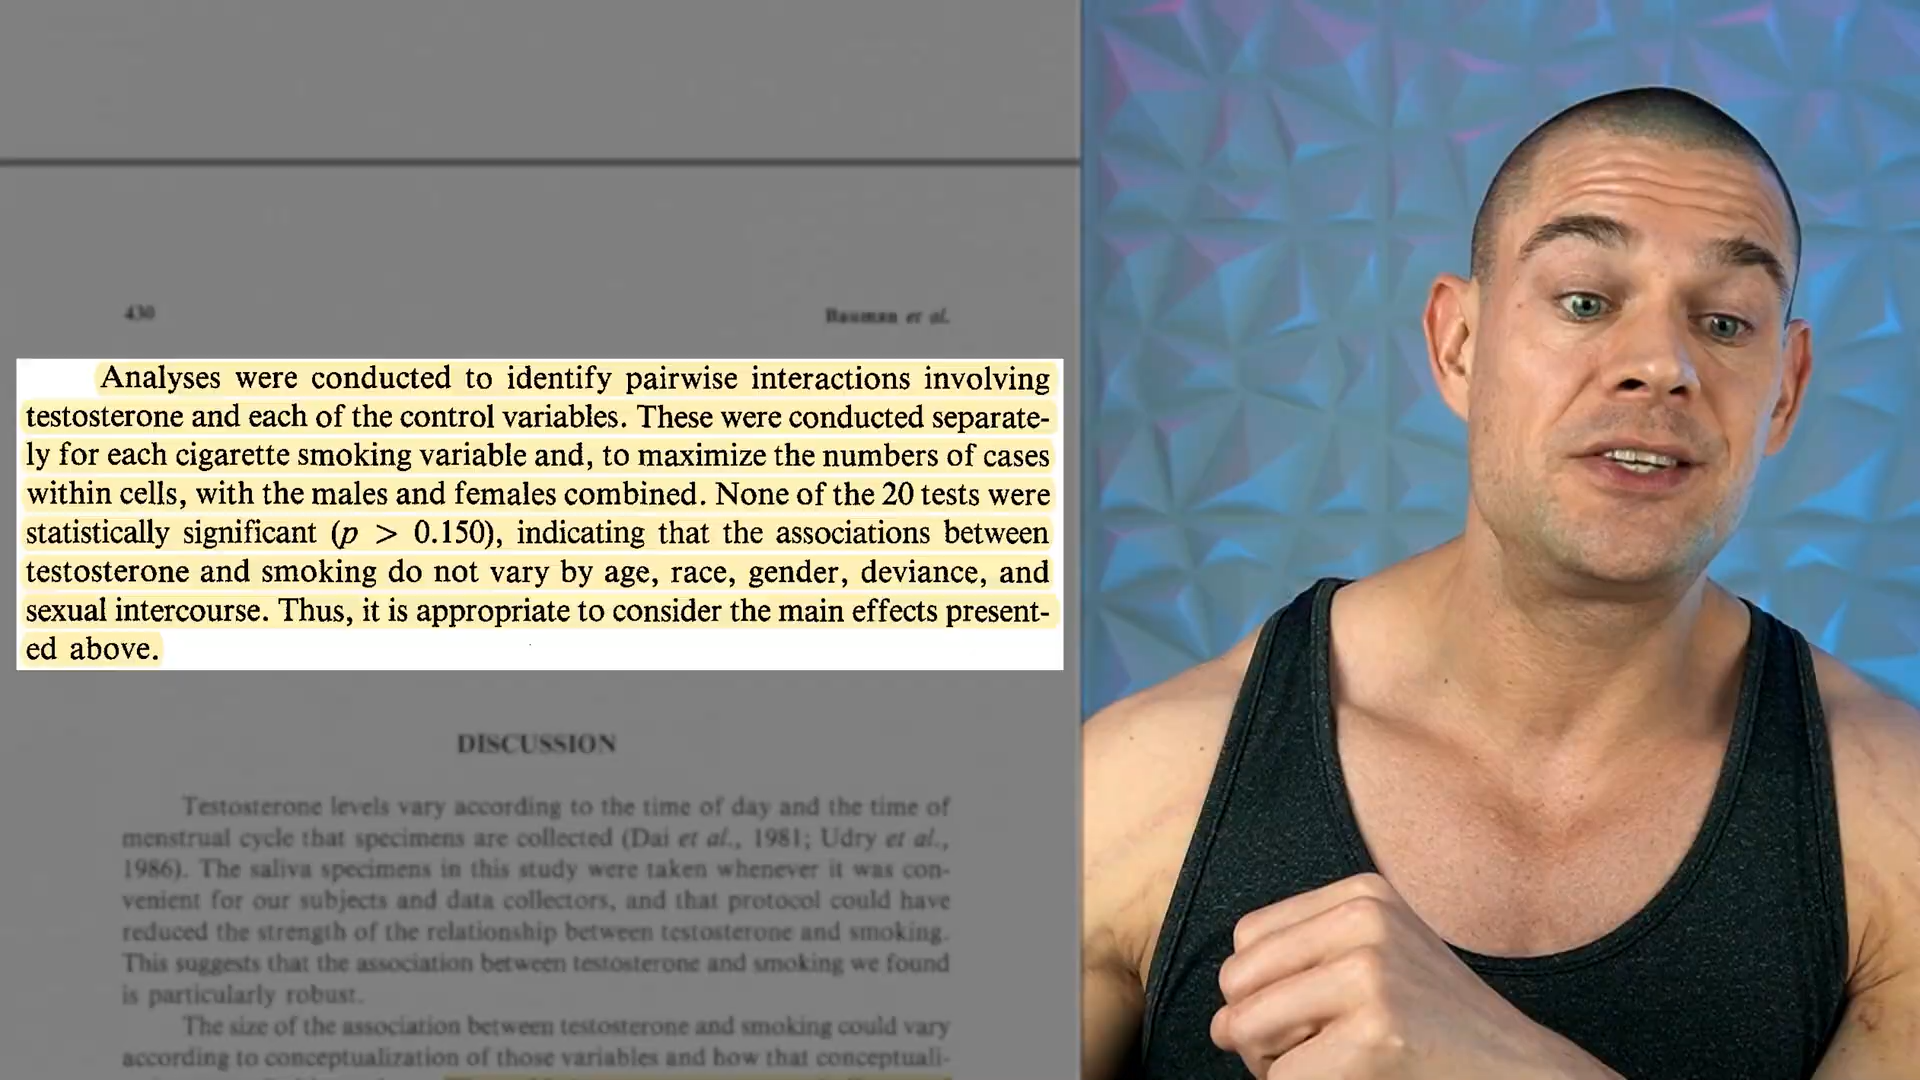 430
Bauman et al.
Analyses were conducted to identify pairwise interactions involving
testosterone and each of the control variables. These were conducted separate-
ly for each cigarette smoking variable and, to maximize the numbers of cases
within cells, with the males and females combined. None of the 20 tests were
statistically significant (p > 0.150), indicating that the associations between
testosterone and smoking do not vary by age, race, gender, deviance, and
sexual intercourse. Thus, it is appropriate to consider the main effects present-
ed above.
DISCUSSION
Testosterone levels vary according to the time of day and the time of
menstrual cycle that specimens are collected (Dai et al., 1981; Udry et al.,
1986). The saliva specimens in this study were taken whenever it was con-
venient for our subjects and data collectors, and that protocol could have
reduced the strength of the relationship between testosterone and smoking.
This suggests that the association between testosterone and smoking we found
is particularly robust.
The size of the association between testosterone and smoking could vary
according to conceptualization of those variables and how that conceptuali-